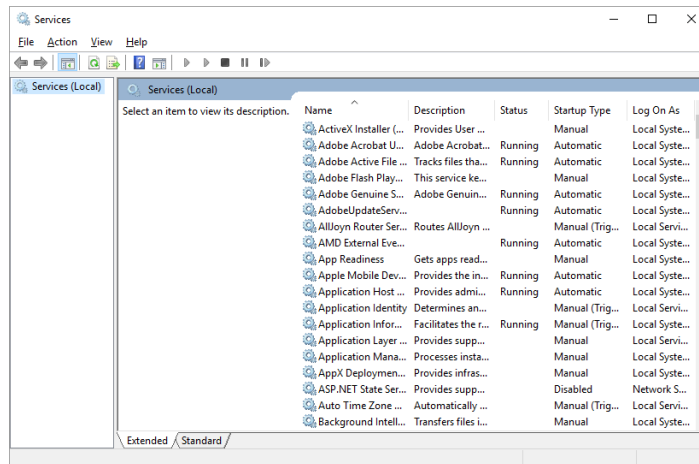 Services
File Action View Help
Services (Local)
Services (Local)
Select an item to view its description.
Name Description Status Startup Type Log On As
ActiveX Installer (... Provides User ... Manual Local Syste...
Adobe Acrobat U... Adobe Acrobat... Running Automatic Local Syste...
Adobe Active File ... Tracks files tha... Running Automatic Local Syste...
Adobe Flash Play... This service ke... Manual Local Syste...
Adobe Genuine S... Adobe Genuin... Running Automatic Local Syste...
AdobeUpdateServ... Running Automatic Local Syste...
AllJoyn Router Ser... Routes AllJoyn ... Manual (Trig... Local Servi...
AMD External Eve... Running Automatic Local Syste...
App Readiness Gets apps read... Manual Local Syste...
Apple Mobile Dev... Provides the in... Running Automatic Local Syste...
Application Host ... Provides admi... Running Automatic Local Syste...
Application Identity Determines an... Manual (Trig... Local Servi...
Application Infor... Facilitates the r... Running Manual (Trig... Local Syste...
Application Layer ... Provides supp... Manual Local Servi...
Application Mana... Processes insta... Manual Local Syste...
AppX Deploymen... Provides infras... Manual Local Syste...
ASP.NET State Ser... Provides supp... Disabled Network S...
Auto Time Zone ... Automatically ... Manual (Trig... Local Servi...
Background Intell... Transfers files i... Manual Local Syste...
Extended Standard